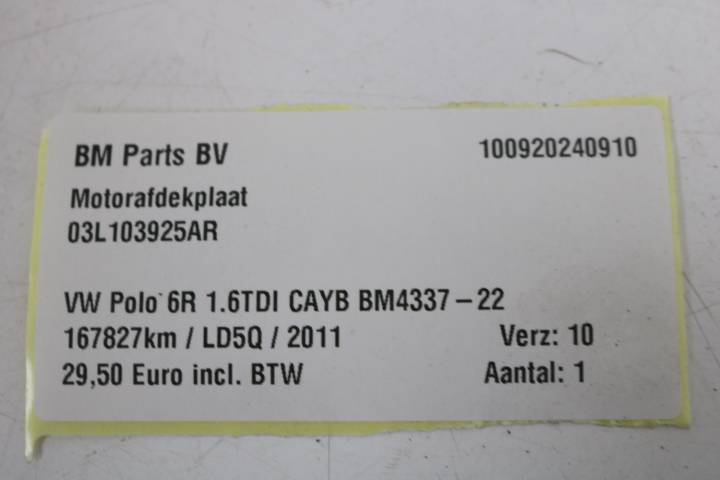 BM Parts BV 100920240910
Motorafdekplaat
03L103925AR
VW Polo 6R 1.6TDI CAYB BM4337 – 22
167827km / LD5Q / 2011 Verz: 10
29,50 Euro incl. BTW Aantal: 1